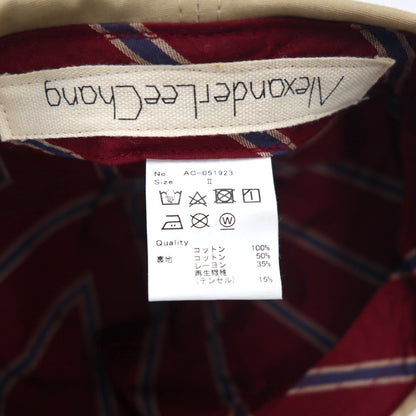 AlexanderLeeChang
No. AC-051923
Size II
Quality
コットン 100%
裏地 コットン 50%
レーヨン 35%
再生繊維
(テンセル) 15%